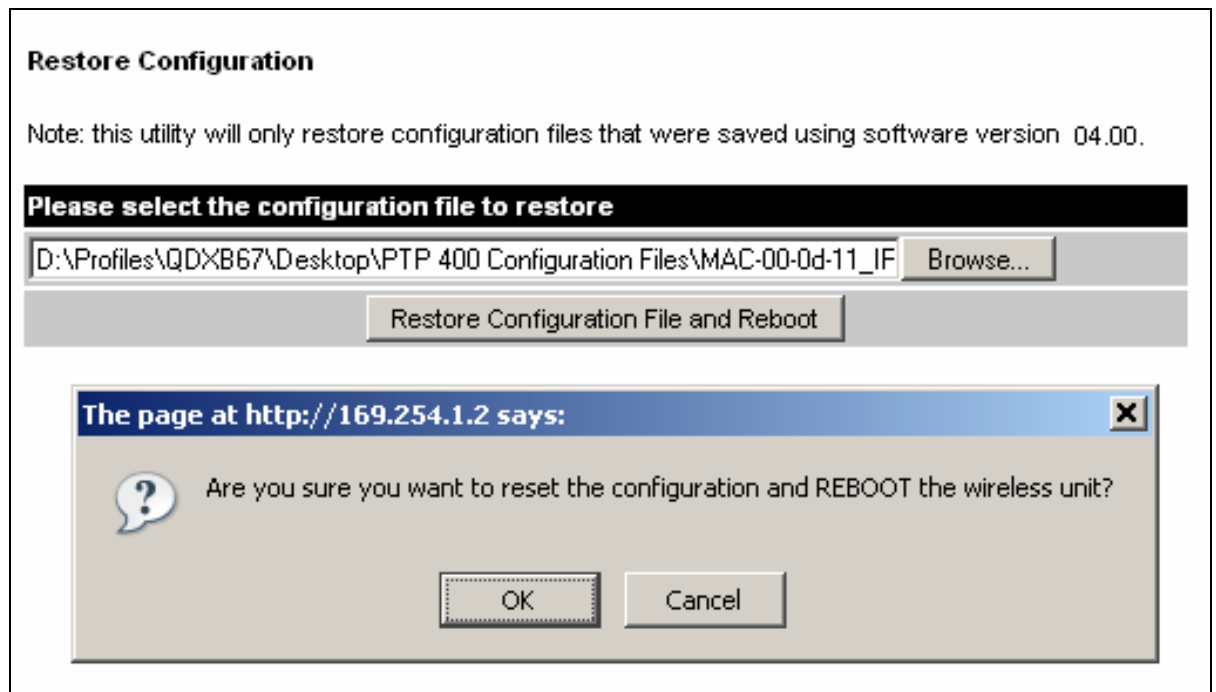 Restore Configuration
Note: this utility will only restore configuration files that were saved using software version 04.00.
Please select the configuration file to restore
D:\Profiles\QDXB67\Desktop\PTP 400 Configuration Files\MAC-00-0d-11_IF
Browse...
Restore Configuration File and Reboot
The page at http://169.254.1.2 says:
Are you sure you want to reset the configuration and REBOOT the wireless unit?
OK Cancel